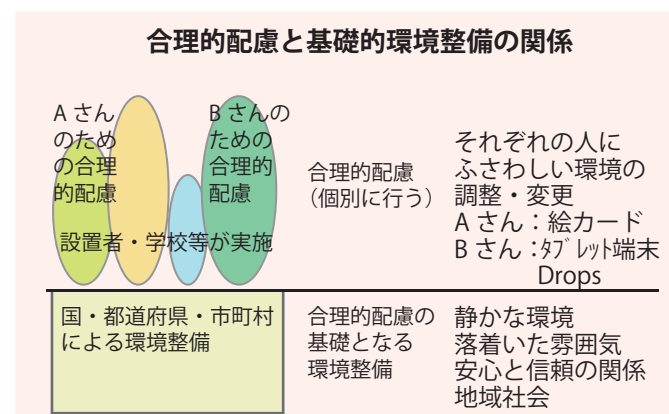 合理的配慮と基礎的環境整備の関係
Aさん
のため
の合理
的配慮
Bさんの
ための
合理的
配慮
設置者・学校等が実施
合理的配慮
(個別に行う)
それぞれの人に
ふさわしい環境の
調整・変更
Aさん:絵カード
Bさん:ﾀﾌﾞﾚｯﾄ端末
Drops
国・都道府県・市町村
による環境整備
合理的配慮の
基礎となる
環境整備
静かな環境
落着いた雰囲気
安心と信頼の関係
地域社会